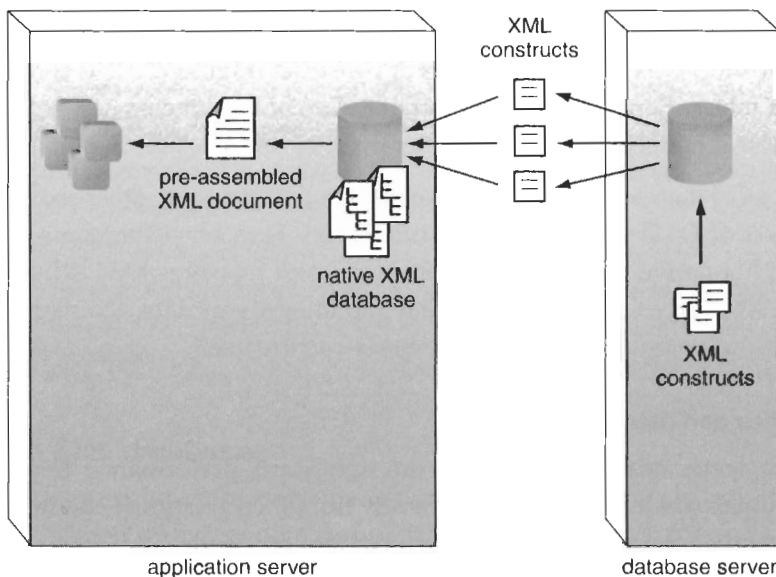 XML
constructs
pre-assembled
XML document
native XML
database
XML
constructs
application server
database server